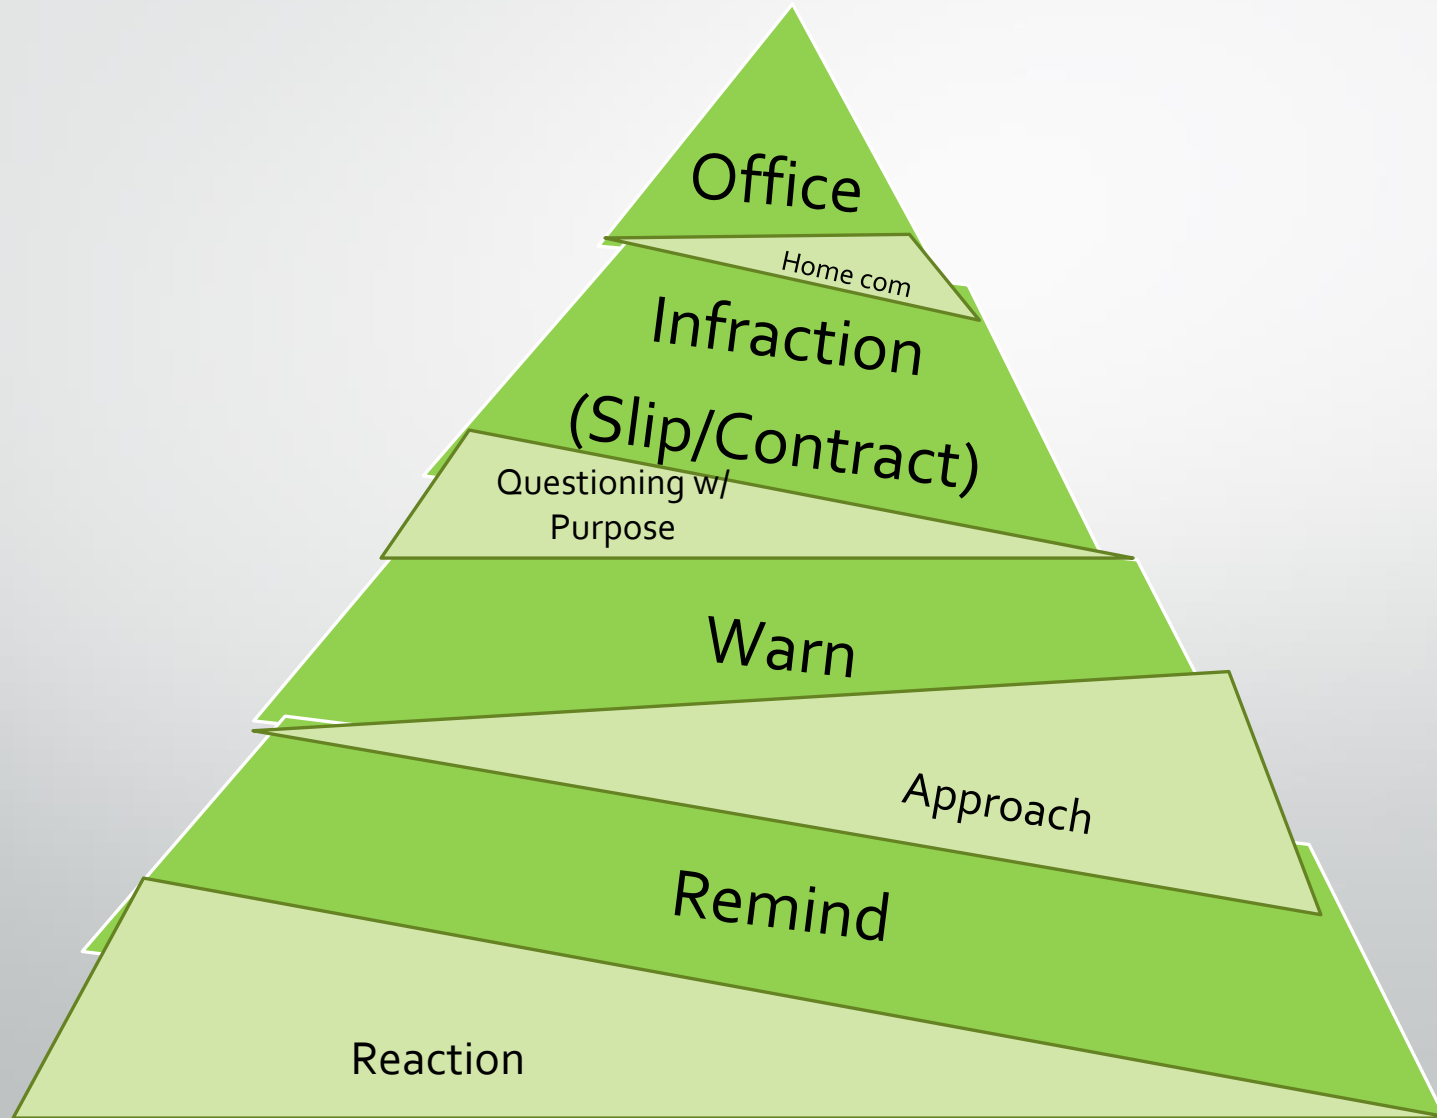 Office
Home com
Infraction
(Slip/Contract)
Questioning w/
Purpose
Warn
Approach
Remind
Reaction